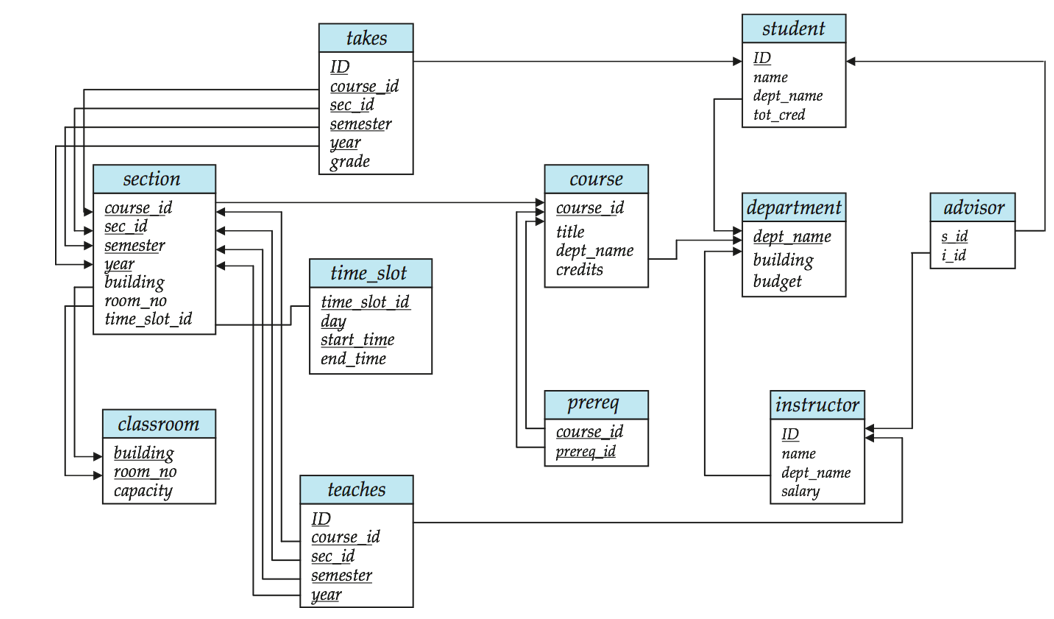 takes
ID
course_id
sec_id
semester
year
grade
student
ID
name
dept_name
tot_cred
section
course_id
sec_id
semester
year
building
room_no
time_slot_id
course
course_id
title
dept_name
credits
department
dept_name
building
budget
advisor
s_id
i_id
time_slot
time_slot_id
day
start_time
end_time
prereq
course_id
prereq_id
instructor
ID
name
dept_name
salary
classroom
building
room_no
capacity
teaches
ID
course_id
sec_id
semester
year